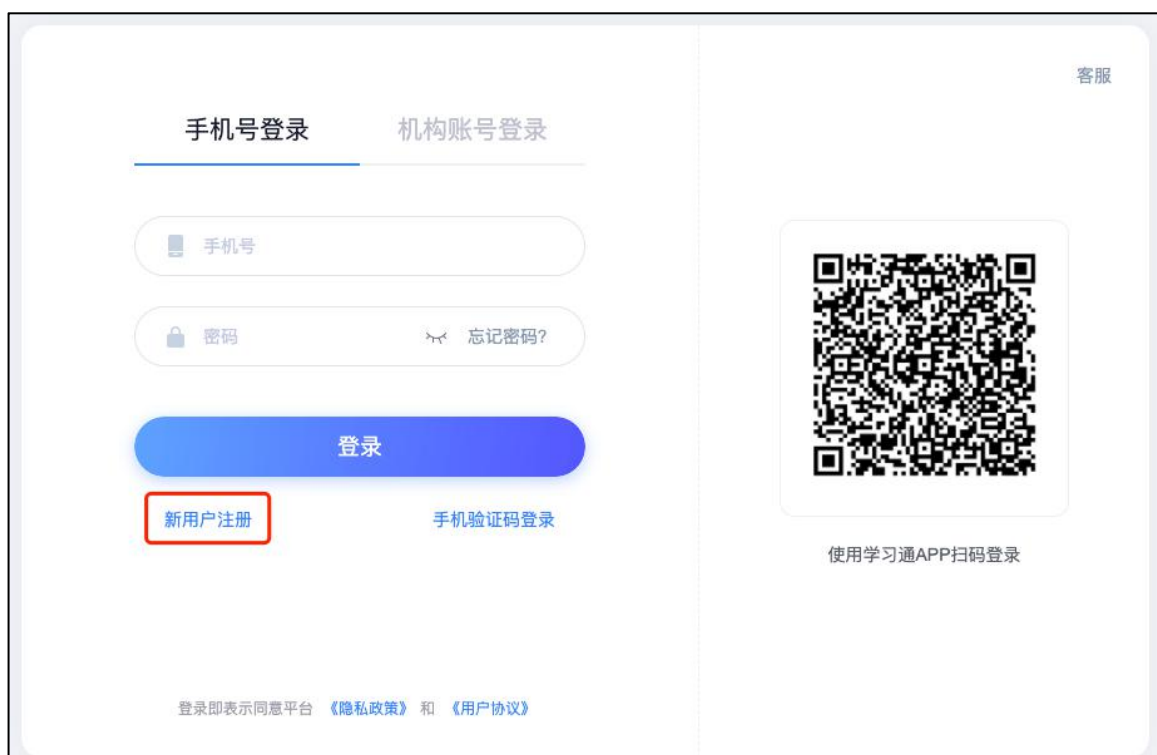 客服
手机号登录 机构账号登录
手机号
密码 忘记密码?
登录
新用户注册 手机验证码登录
使用学习通APP扫码登录
登录即表示同意平台 《隐私政策》 和 《用户协议》